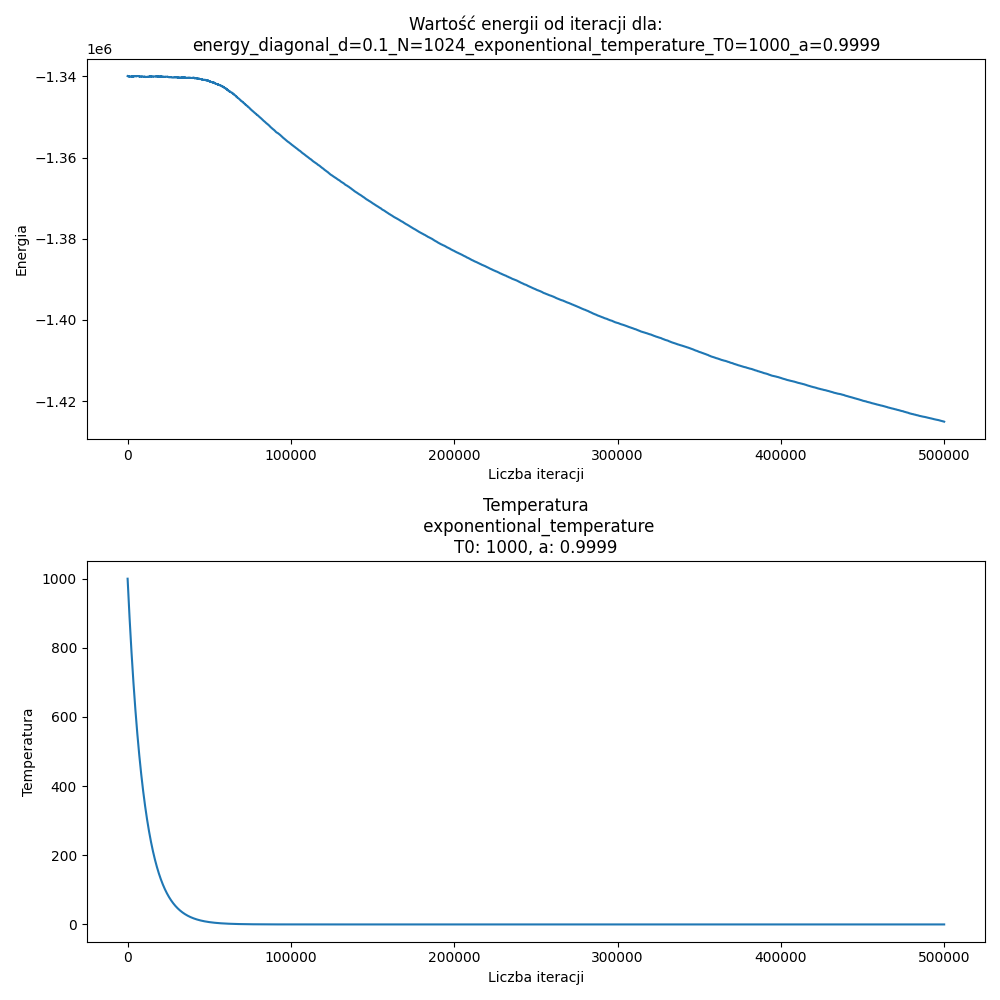 Wartość energii od iteracji dla:
energy_diagonal_d=0.1_N=1024_exponentional_temperature_T0=1000_a=0.9999
1e6
−1.34
−1.36
−1.38
−1.40
−1.42
Energia
0
100000
200000
300000
400000
500000
Liczba iteracji
Temperatura
exponentional_temperature
T0: 1000, a: 0.9999
1000
800
600
400
200
0
Temperatura
0
100000
200000
300000
400000
500000
Liczba iteracji